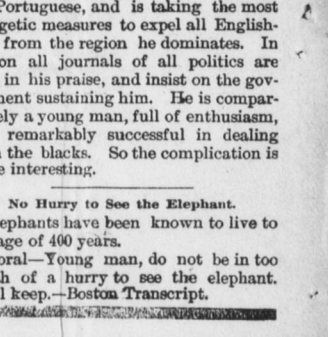 Portuguese, and is taking the most
getic measures to expel all English-
from the region he dominates. In
on all journals of all politics are
in his praise, and insist on the gov-
ment sustaining him. He is compar-
ely a young man, full of enthusiasm,
remarkably successful in dealing
the blacks. So the complication is
e interesting.
No Hurry to See the Elephant.
ephants have been known to live to
age of 400 years.
oral—Young man, do not be in too
h of a hurry to see the elephant.
l keep.—Boston Transcript.